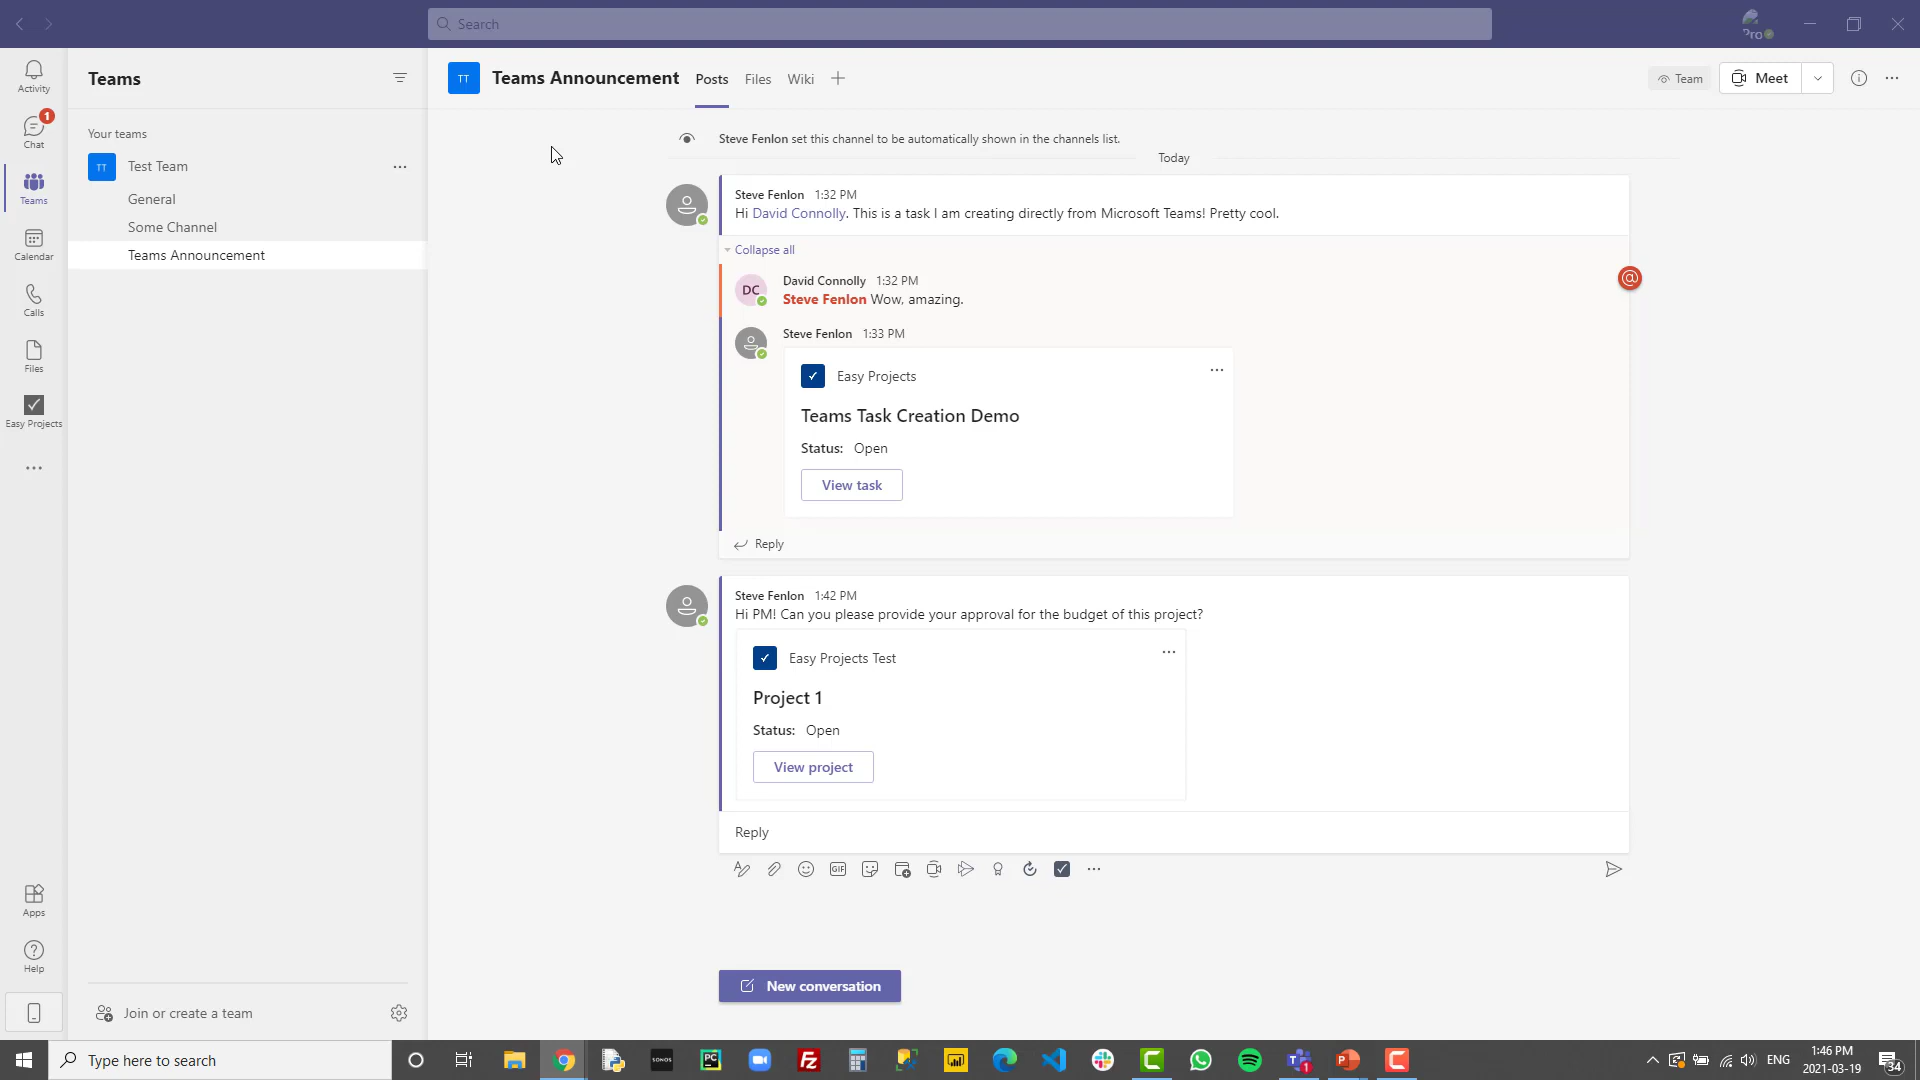 Search
Pro
Activity
1
Chat
Teams
Calendar
Calls
Files
Easy Projects
Apps
Help
Teams
Your teams
TT Test Team
General
Some Channel
Teams Announcement
Join or create a team
TT Teams Announcement Posts Files Wiki
Team Meet
Steve Fenlon set this channel to be automatically shown in the channels list.
Today
Steve Fenlon 1:32 PM
Hi David Connolly. This is a task I am creating directly from Microsoft Teams! Pretty cool.
Collapse all
DC David Connolly 1:32 PM
Steve Fenlon Wow, amazing.
@
Steve Fenlon 1:33 PM
Easy Projects
Teams Task Creation Demo
Status: Open
View task
Reply
Steve Fenlon 1:42 PM
Hi PM! Can you please provide your approval for the budget of this project?
Easy Projects Test
Project 1
Status: Open
View project
Reply
GIF
New conversation
Type here to search
SONOS
PC
ENG
1:46 PM
2021-03-19
34